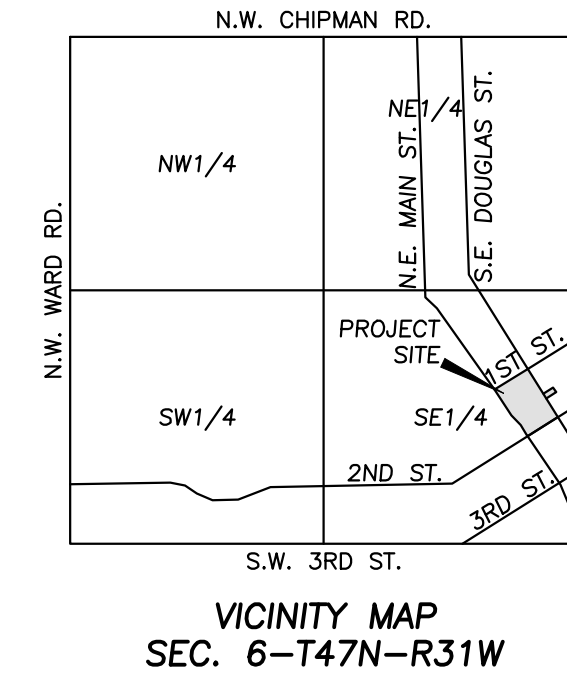 N.W. CHIPMAN RD.
NE1/4
NW1/4
N.E. MAIN ST.
S.E. DOUGLAS ST.
N.W. WARD RD.
PROJECT
SITE
1ST ST.
SW1/4
SE1/4
2ND ST.
3RD ST.
S.W. 3RD ST.
VICINITY MAP
SEC. 6-T47N-R31W